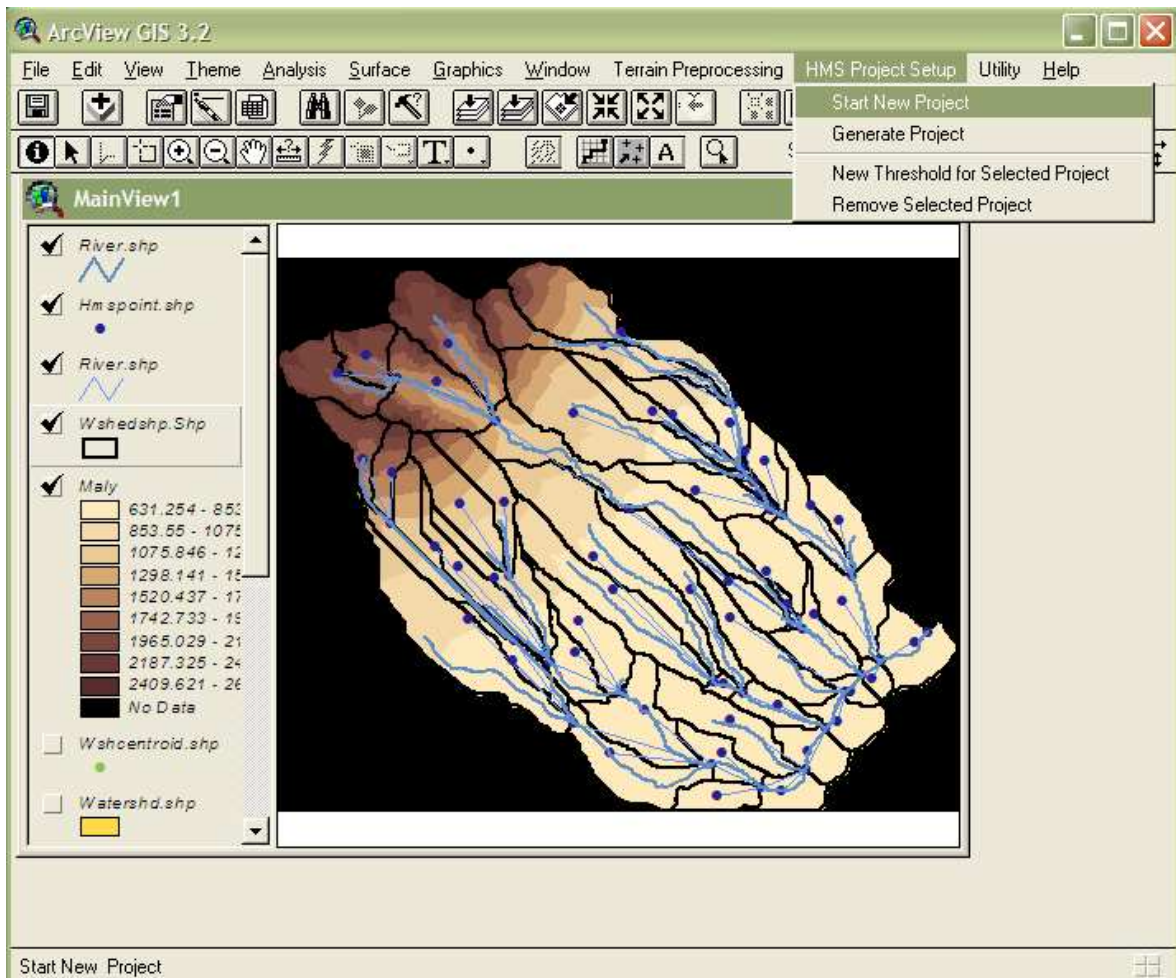 ArcView GIS 3.2
File Edit View Theme Analysis Surface Graphics Window Terrain Preprocessing HMS Project Setup Utility Help
Start New Project
Generate Project
New Threshold for Selected Project
Remove Selected Project
T.
A
MainView1
River.shp
Hmspoint.shp
River.shp
Wshedshp.Shp
Maly
631.254 - 853
853.55 - 1075
1075.846 - 12
1298.141 - 15
1520.437 - 17
1742.733 - 19
1965.029 - 21
2187.325 - 24
2409.621 - 26
No Data
Wshcentroid.shp
Watershd.shp
Start New Project